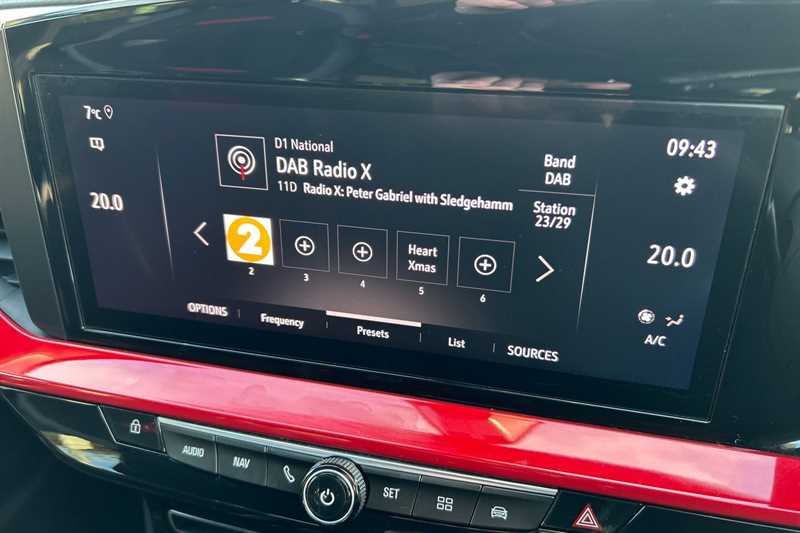 7°C
09:43
D1 National
DAB Radio X
11D Radio X: Peter Gabriel with Sledgehamm
Band
DAB
Station
23/29
20.0
20.0
2
Heart
Xmas
2
3
4
5
6
A/C
OPTIONS
Frequency
Presets
List
SOURCES
AUDIO
NAV
SET